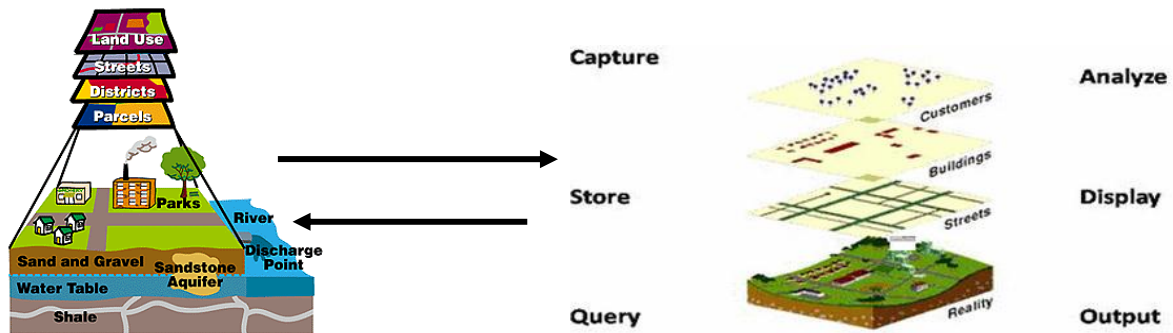 Land Use
Streets
Districts
Parcels
Parks
River
Discharge
Point
Sand and Gravel
Sandstone
Aquifer
Water Table
Shale
Capture
Store
Query
Customers
Buildings
Streets
Reality
Analyze
Display
Output